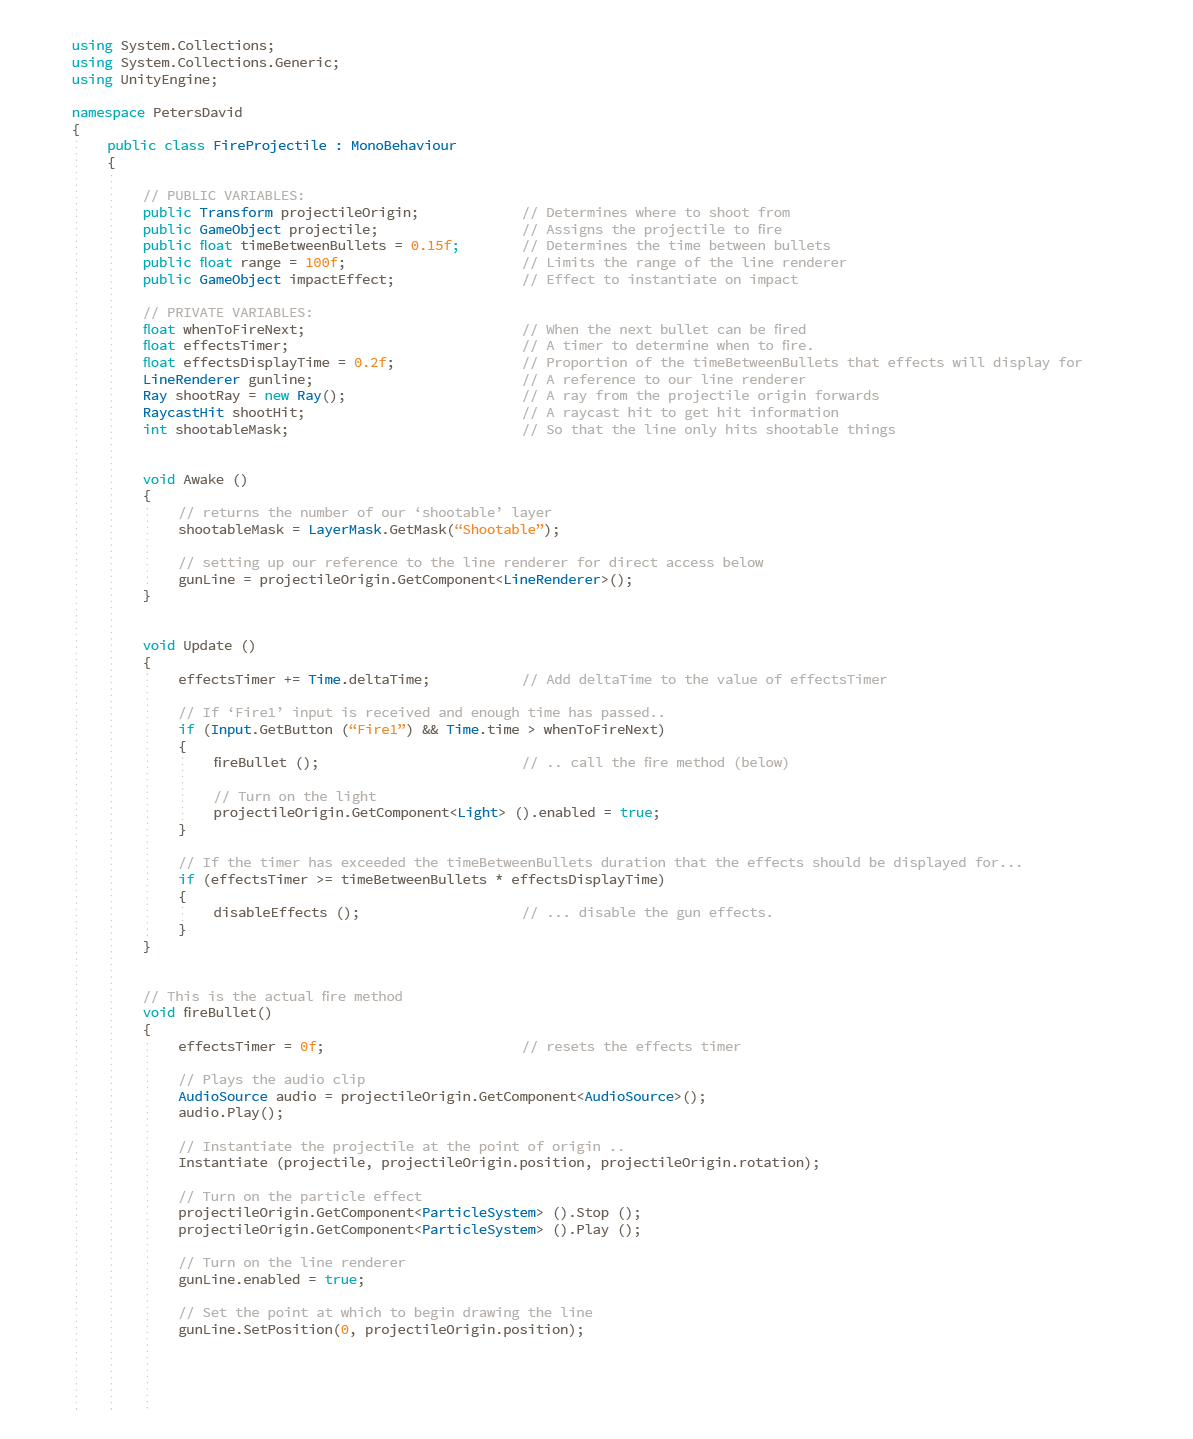 using System.Collections;
using System.Collections.Generic;
using UnityEngine;
namespace PetersDavid
{
public class FireProjectile : MonoBehaviour
{
// PUBLIC VARIABLES:
public Transform projectileOrigin; // Determines where to shoot from
public GameObject projectile; // Assigns the projectile to fire
public float timeBetweenBullets = 0.15f; // Determines the time between bullets
public float range = 100f; // Limits the range of the line renderer
public GameObject impactEffect; // Effect to instantiate on impact
// PRIVATE VARIABLES:
float whenToFireNext; // When the next bullet can be fired
float effectsTimer; // A timer to determine when to fire.
float effectsDisplayTime = 0.2f; // Proportion of the timeBetweenBullets that effects will display for
LineRenderer gunline; // A reference to our line renderer
Ray shootRay = new Ray(); // A ray from the projectile origin forwards
RaycastHit shootHit; // A raycast hit to get hit information
int shootableMask; // So that the line only hits shootable things
void Awake ()
{
// returns the number of our ‘shootable’ layer
shootableMask = LayerMask.GetMask(“Shootable”);
// setting up our reference to the line renderer for direct access below
gunLine = projectileOrigin.GetComponent<LineRenderer>();
}
void Update ()
{
effectsTimer += Time.deltaTime; // Add deltaTime to the value of effectsTimer
// If ‘Fire1’ input is received and enough time has passed..
if (Input.GetButton (“Fire1”) && Time.time > whenToFireNext)
{
fireBullet (); // .. call the fire method (below)
// Turn on the light
projectileOrigin.GetComponent<Light> ().enabled = true;
}
// If the timer has exceeded the timeBetweenBullets duration that the effects should be displayed for...
if (effectsTimer >= timeBetweenBullets * effectsDisplayTime)
{
disableEffects (); // ... disable the gun effects.
}
}
// This is the actual fire method
void fireBullet()
{
effectsTimer = 0f; // resets the effects timer
// Plays the audio clip
AudioSource audio = projectileOrigin.GetComponent<AudioSource>();
audio.Play();
// Instantiate the projectile at the point of origin ..
Instantiate (projectile, projectileOrigin.position, projectileOrigin.rotation);
// Turn on the particle effect
projectileOrigin.GetComponent<ParticleSystem> ().Stop ();
projectileOrigin.GetComponent<ParticleSystem> ().Play ();
// Turn on the line renderer
gunLine.enabled = true;
// Set the point at which to begin drawing the line
gunLine.SetPosition(0, projectileOrigin.position);